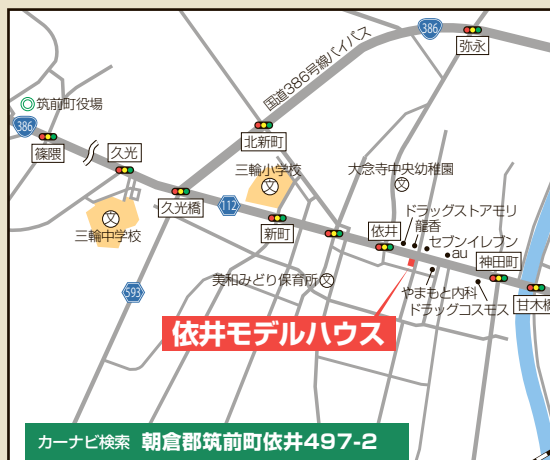 386
弥永
国道386号線バイパス
筑前町役場
386
篠隈
久光
北新町
三輪小学校
大念寺中央幼稚園
文
文
久光橋
112
文
三輪中学校
新町
依井
ドラッグストアモリ
龍香
セブンイレブン
au
神田町
593
美和みどり保育所
文
やまもと内科
ドラッグコスモス
甘木橋
依井モデルハウス
カーナビ検索 朝倉郡筑前町依井497-2